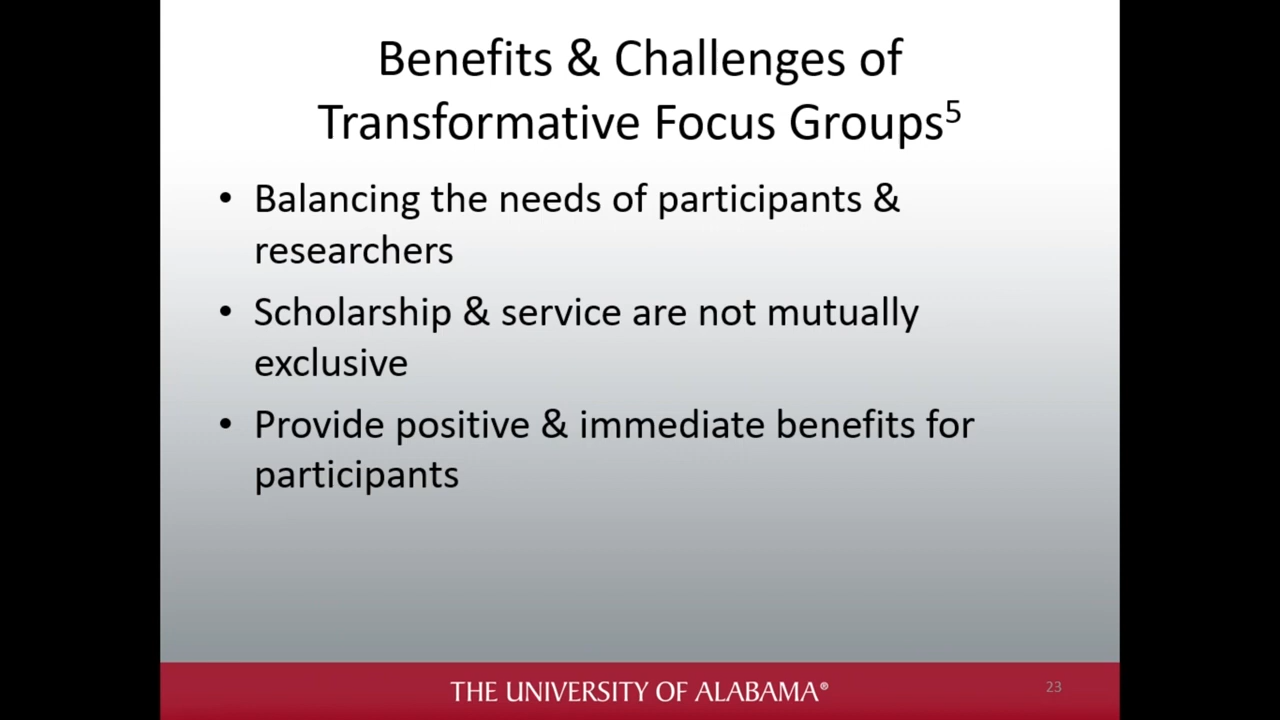 Benefits & Challenges of
Transformative Focus Groups⁵
• Balancing the needs of participants &
researchers
• Scholarship & service are not mutually
exclusive
• Provide positive & immediate benefits for
participants
THE UNIVERSITY OF ALABAMA®
23